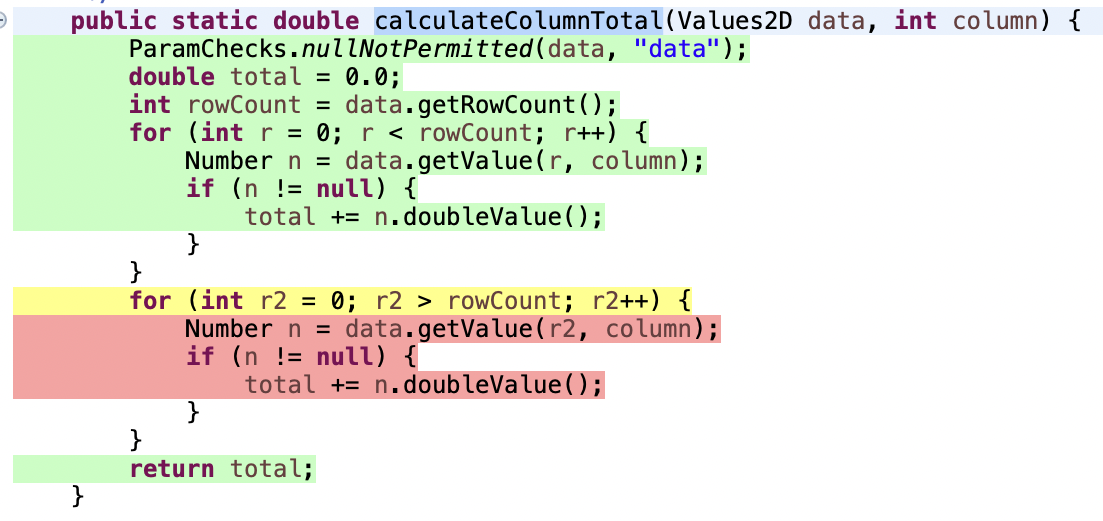 public static double calculateColumnTotal(Values2D data, int column) {
ParamChecks.nullNotPermitted(data, "data");
double total = 0.0;
int rowCount = data.getRowCount();
for (int r = 0; r < rowCount; r++) {
Number n = data.getValue(r, column);
if (n != null) {
total += n.doubleValue();
}
}
for (int r2 = 0; r2 > rowCount; r2++) {
Number n = data.getValue(r2, column);
if (n != null) {
total += n.doubleValue();
}
}
return total;
}